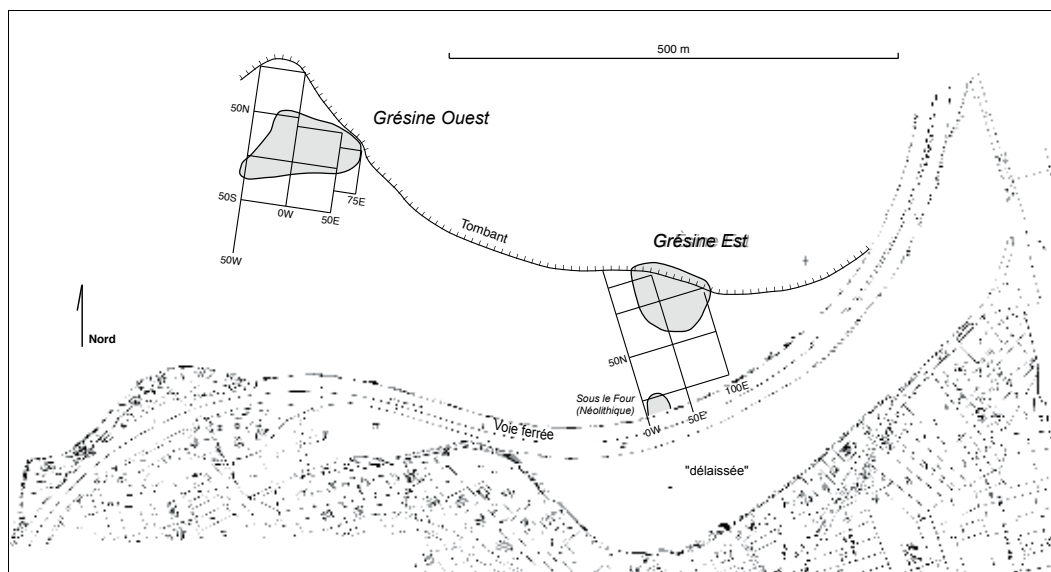 500 m
50N
Grésine Ouest
50S
0W
50E
75E
50W
Tombant
Grésine Est
Nord
50N
100E
Sous le Four
(Néolithique)
50E
0W
Voie ferrée
"délaissée"